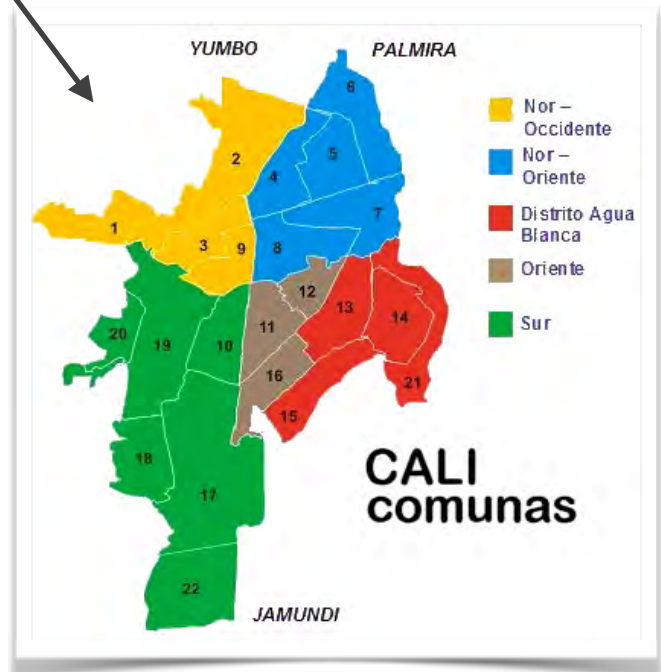 YUMBO
PALMIRA
6
Nor –
Occidente
2
5
Nor –
Oriente
4
7
Distrito Agua
Blanca
1
3
9
8
Oriente
12
13
14
11
Sur
20
19
10
16
21
15
18
CALI
comunas
17
22
JAMUNDI